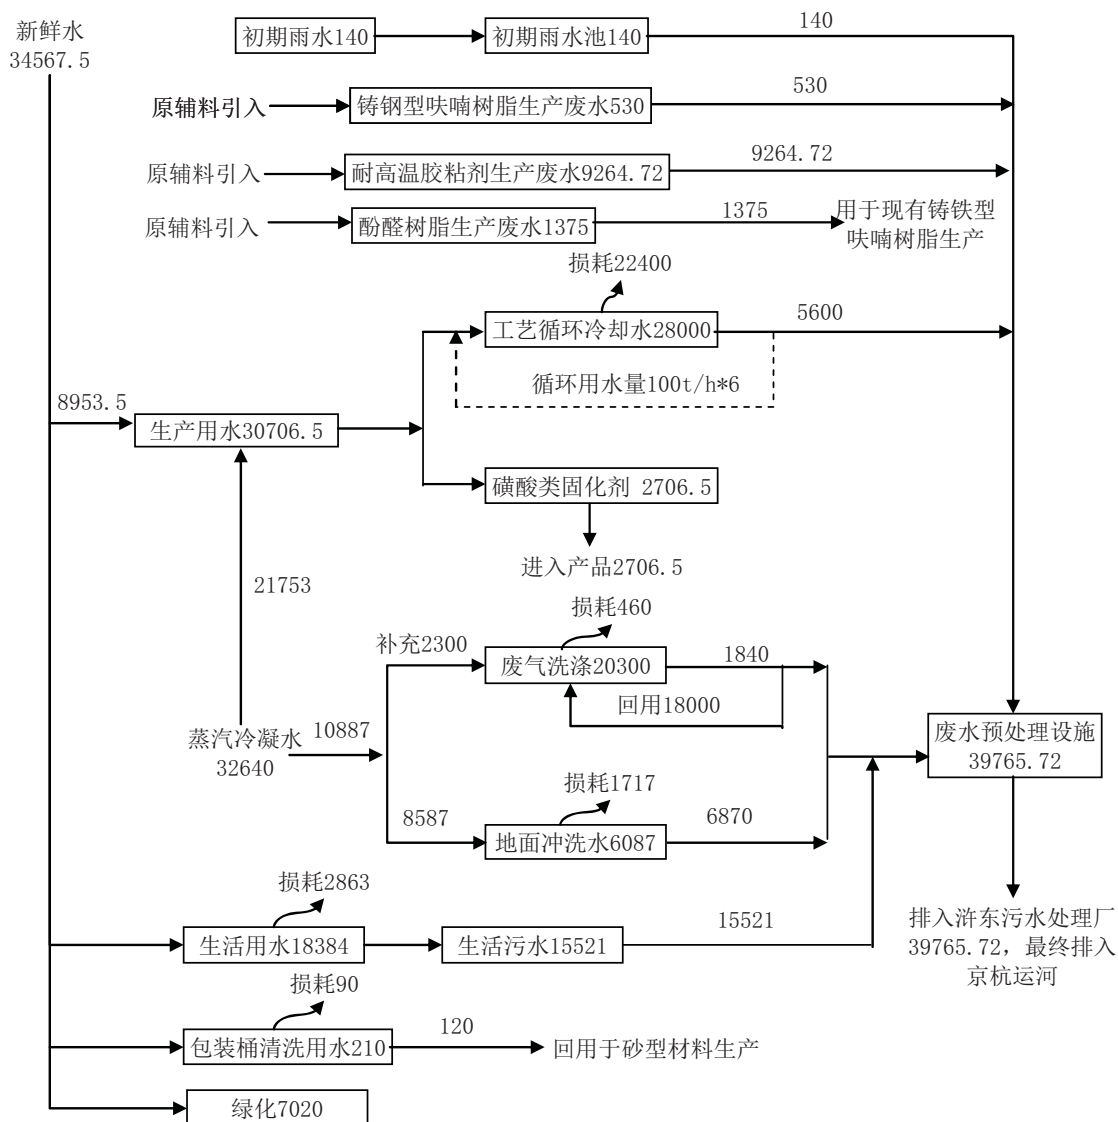 新鲜水
34567.5
初期雨水140
初期雨水池140
140
原辅料引入
铸钢型呋喃树脂生产废水530
530
原辅料引入
耐高温胶粘剂生产废水9264.72
9264.72
原辅料引入
酚醛树脂生产废水1375
1375
用于现有铸铁型
呋喃树脂生产
损耗22400
工艺循环冷却水28000
5600
循环用水量100t/h*6
8953.5
生产用水30706.5
磺酸类固化剂 2706.5
进入产品2706.5
21753
损耗460
补充2300
废气洗涤20300
1840
回用18000
蒸汽冷凝水
32640
10887
废水预处理设施
39765.72
损耗1717
8587
地面冲洗水6087
6870
损耗2863
生活用水18384
生活污水15521
15521
排入浒东污水处理厂
39765.72，最终排入
京杭运河
损耗90
包装桶清洗用水210
120
回用于砂型材料生产
绿化7020